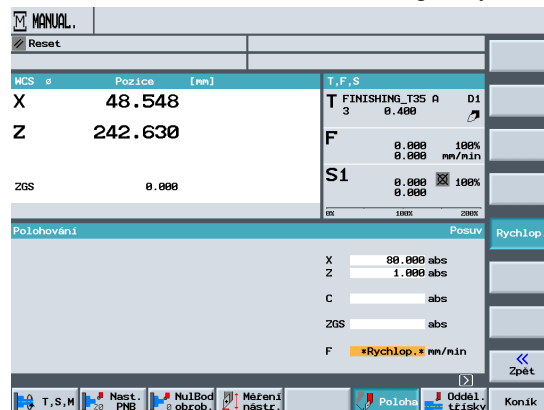 M MANUAL.
// Reset
WCS ø Pozice [mm] T,F,S
X 48.548
Z 242.630
ZGS 0.000
T FINISHING_T35 A D1
3 0.400
F 0.000 100%
0.000 mm/min
S1 0.000 100%
0.000
0% 100% 200%
Polohování Posuv
Rychlop.
X 80.000 abs
Z 1.000 abs
C abs
ZGS abs
F *Rychlop.* mm/min
«
Zpět
T,S,M
Nast. PNB
NulBod obrob.
Měření nástr.
Poloha
Odděl. třísky
Koník